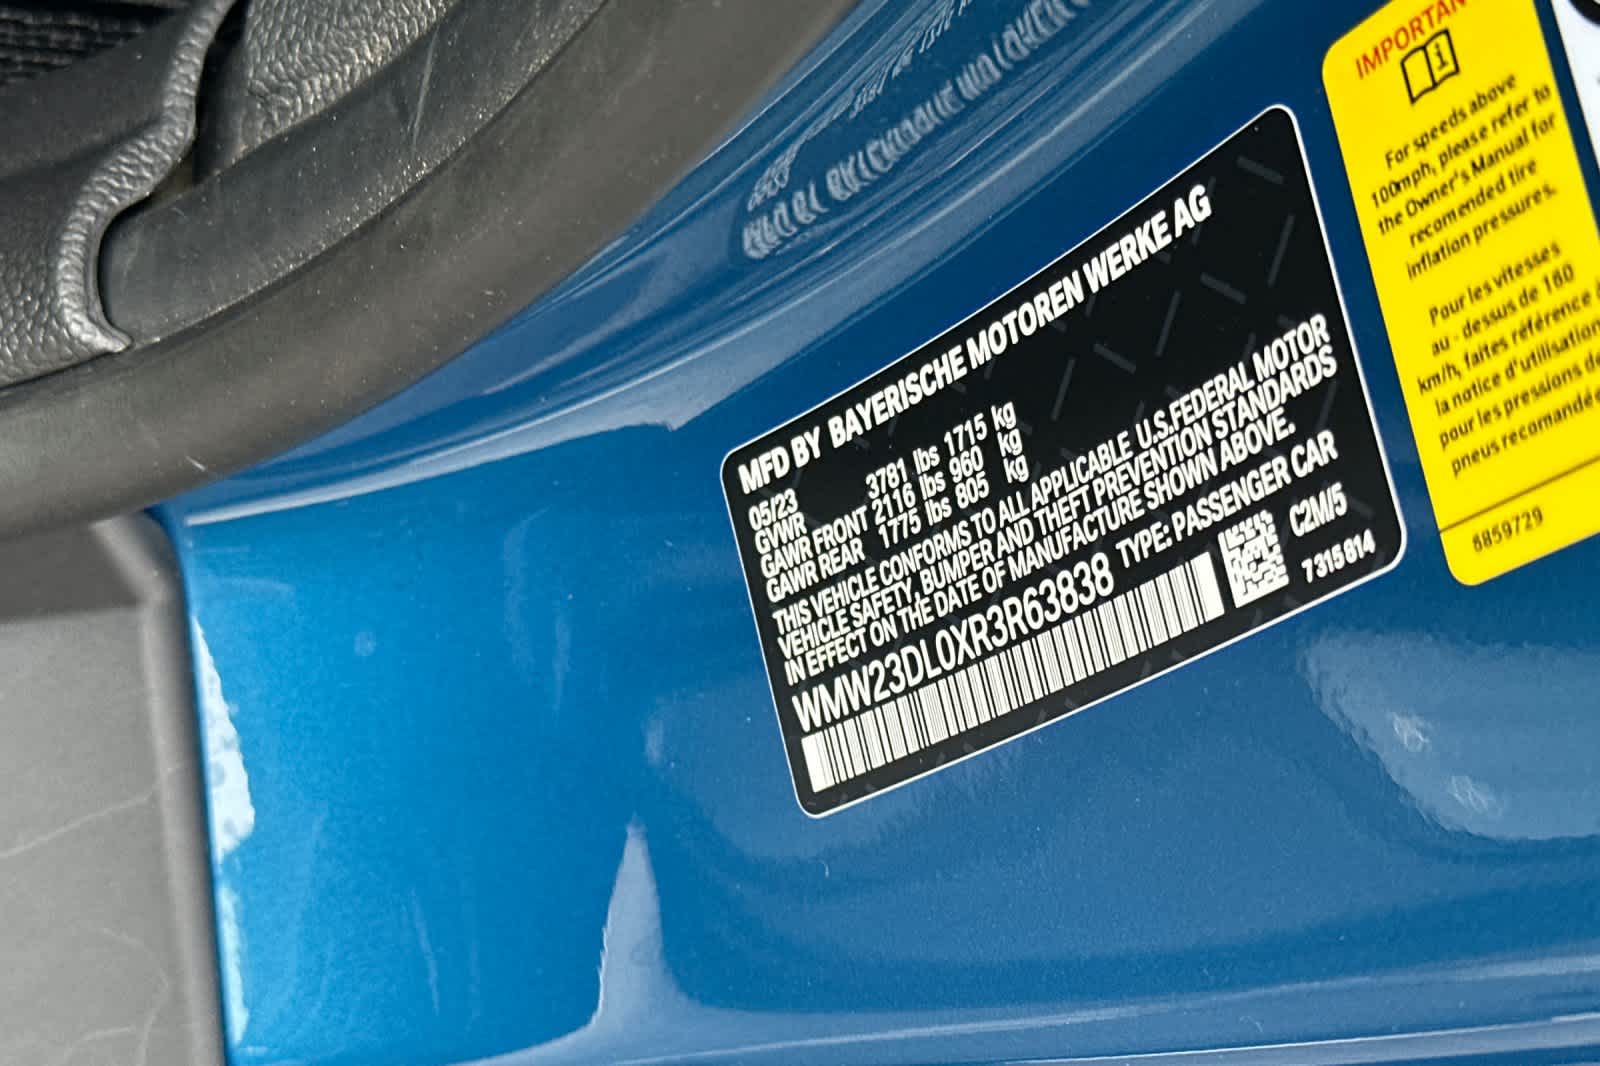 MFD BY BAYERISCHE MOTOREN WERKE AG
05/23
GVWR 3781 lbs 1715 kg
GAWR FRONT 2116 lbs 960 kg
GAWR REAR 1775 lbs 805 kg
THIS VEHICLE CONFORMS TO ALL APPLICABLE U.S.FEDERAL MOTOR
VEHICLE SAFETY, BUMPER AND THEFT PREVENTION STANDARDS
IN EFFECT ON THE DATE OF MANUFACTURE SHOWN ABOVE.
WMW23DL0XR3R63838 TYPE: PASSENGER CAR
C2M/5
7315814
IMPORTAN
For speeds above
100mph, please refer to
the Owner's Manual for
recomended tire
inflation pressures.
Pour les vitesses
au - dessus de 160
km/h, faites référence à
la notice d'utilisation
pour les pressions de
pneus recomandée
6859729